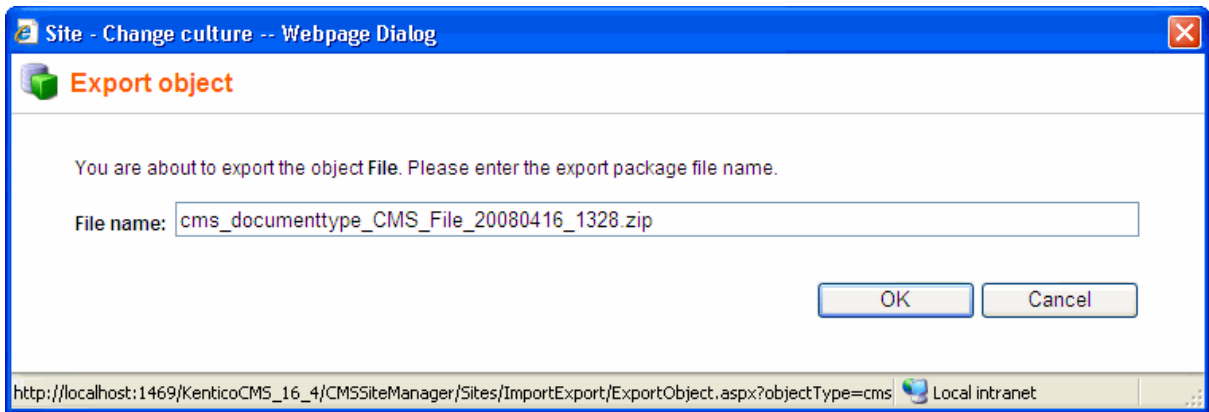 Site - Change culture -- Webpage Dialog
Export object
You are about to export the object File. Please enter the export package file name.
File name: cms_documenttype_CMS_File_20080416_1328.zip
OK Cancel
http://localhost:1469/KenticoCMS_16_4/CMSSiteManager/Sites/ImportExport/ExportObject.aspx?objectType=cms Local intranet